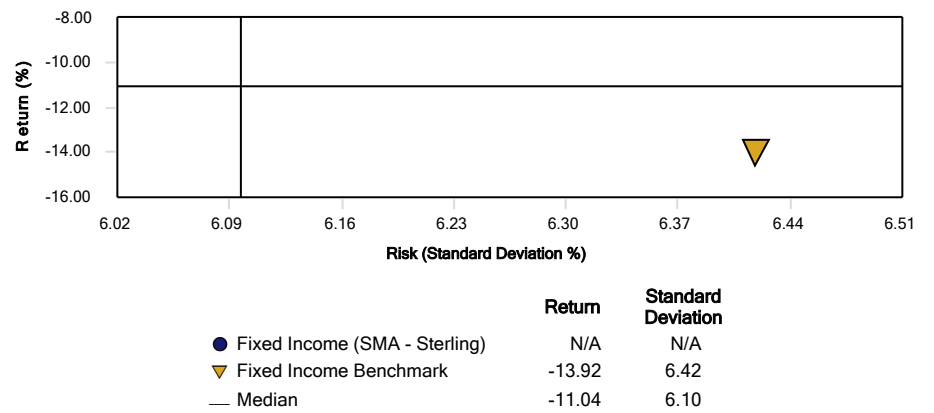 -8.00
-10.00
-12.00
-14.00
-16.00
Return (%)
6.02 6.09 6.16 6.23 6.30 6.37 6.44 6.51
Risk (Standard Deviation %)
Return Standard Deviation
Fixed Income (SMA - Sterling) N/A N/A
Fixed Income Benchmark -13.92 6.42
Median -11.04 6.10